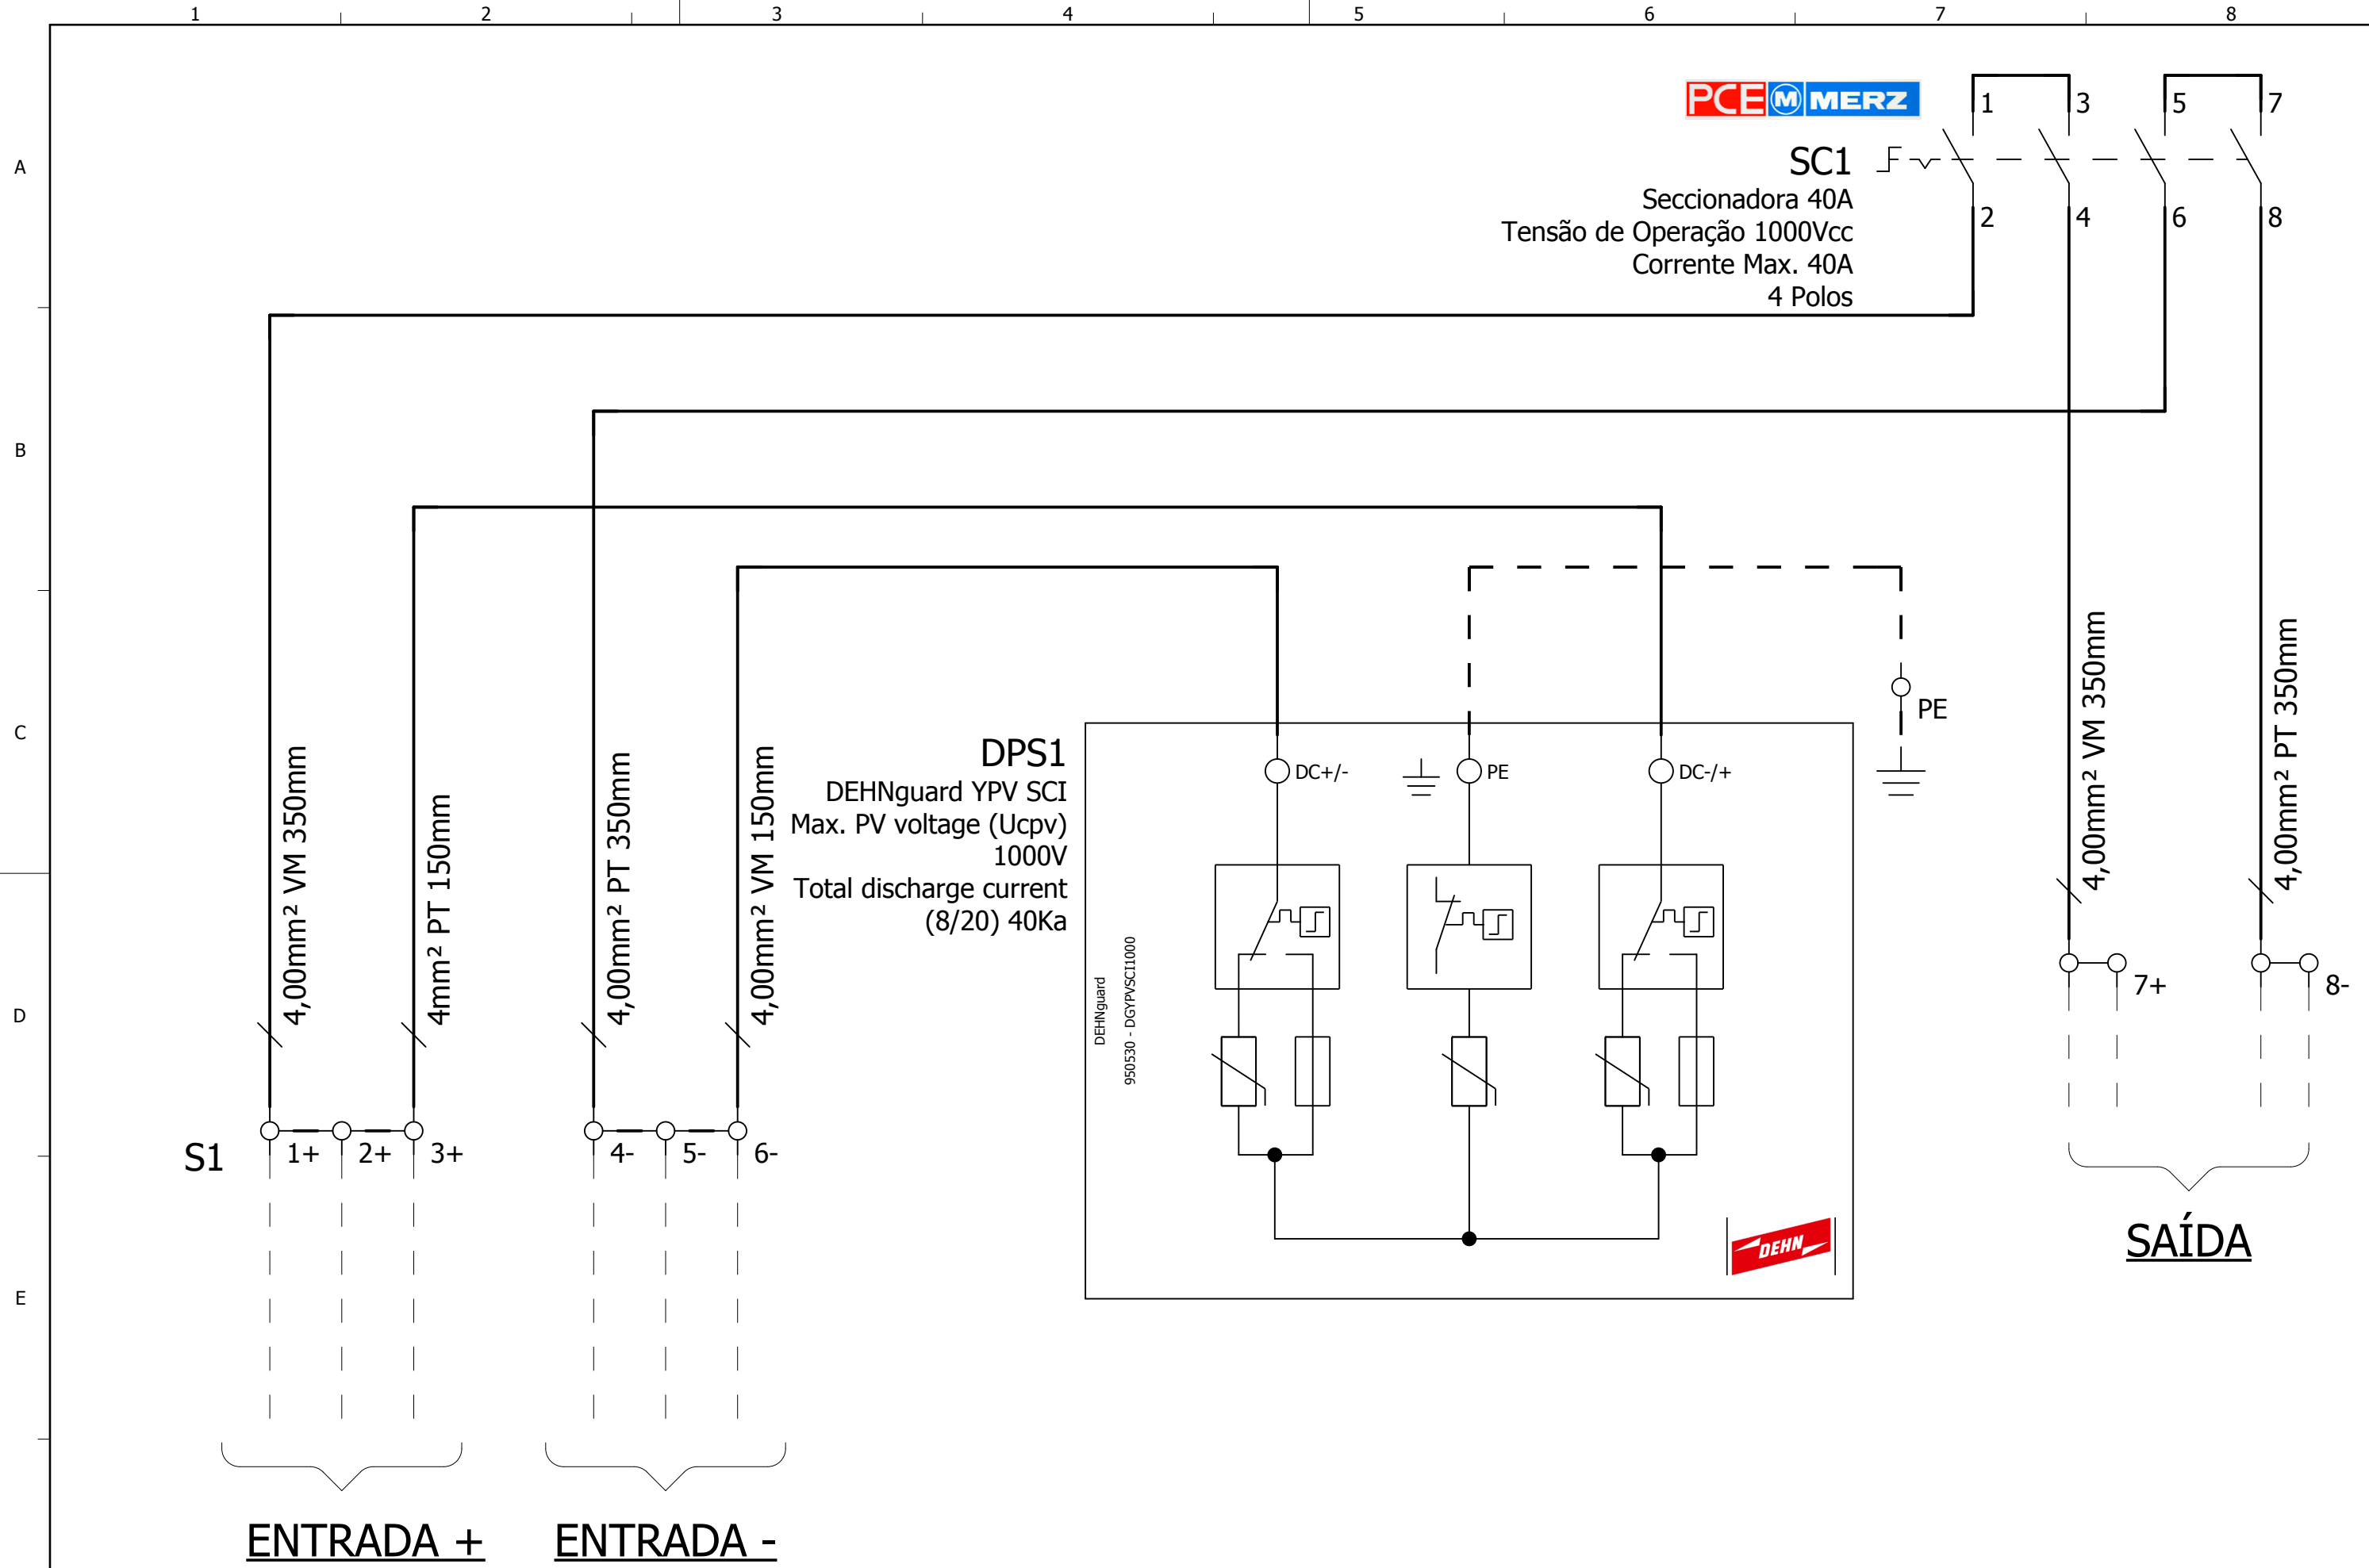 1 2 3 4 5 6 7 8
A
B
C
D
E
PCE M MERZ
SC1
Seccionadora 40A
Tensão de Operação 1000Vcc
Corrente Max. 40A
4 Polos
1 3 5 7
2 4 6 8
4,00mm² VM 350mm
4mm² PT 150mm
4,00mm² PT 350mm
4,00mm² VM 150mm
DPS1
DEHNguard YPV SCI
Max. PV voltage (Ucpv)
1000V
Total discharge current
(8/20) 40Ka
DEHNguard
950530 - DGYPVSCI1000
DC+/-
PE
DC-/+
PE
DEHN
4,00mm² VM 350mm
4,00mm² PT 350mm
7+
8-
SAÍDA
S1
1+ 2+ 3+ 4- 5- 6-
ENTRADA +
ENTRADA -